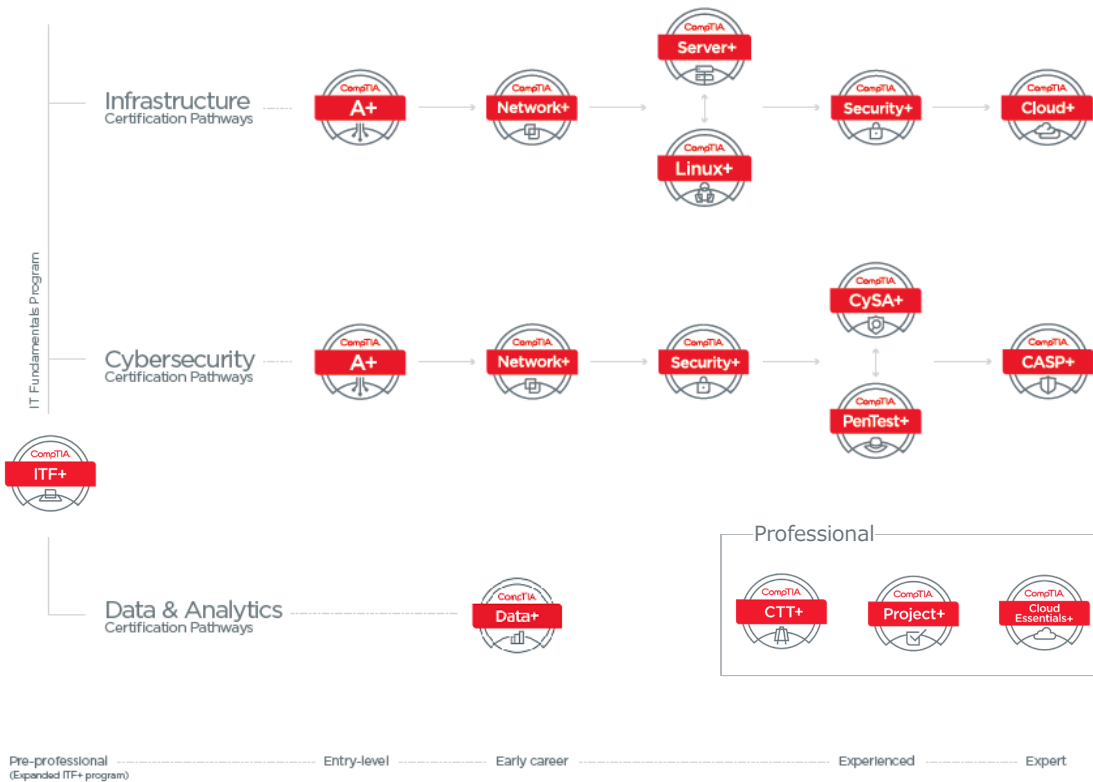 IT Fundamentals Program
CompTIA
ITF+
Infrastructure
Certification Pathways
CompTIA
A+
CompTIA
Network+
CompTIA
Server+
CompTIA
Linux+
CompTIA
Security+
CompTIA
Cloud+
Cybersecurity
Certification Pathways
CompTIA
A+
CompTIA
Network+
CompTIA
Security+
CompTIA
CySA+
CompTIA
PenTest+
CompTIA
CASP+
Data & Analytics
Certification Pathways
CompTIA
Data+
Professional
CompTIA
CTT+
CompTIA
Project+
CompTIA
Cloud
Essentials+
Pre-professional
(Expanded ITF+ program)
Entry-level
Early career
Experienced
Expert